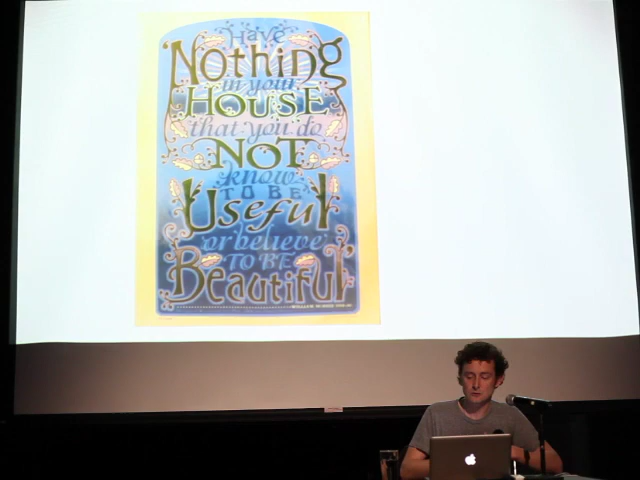 Have
'Nothing
in your
HOUSE
that you do
NOT
know
TO BE
Useful
or believe
TO BE
Beautiful'